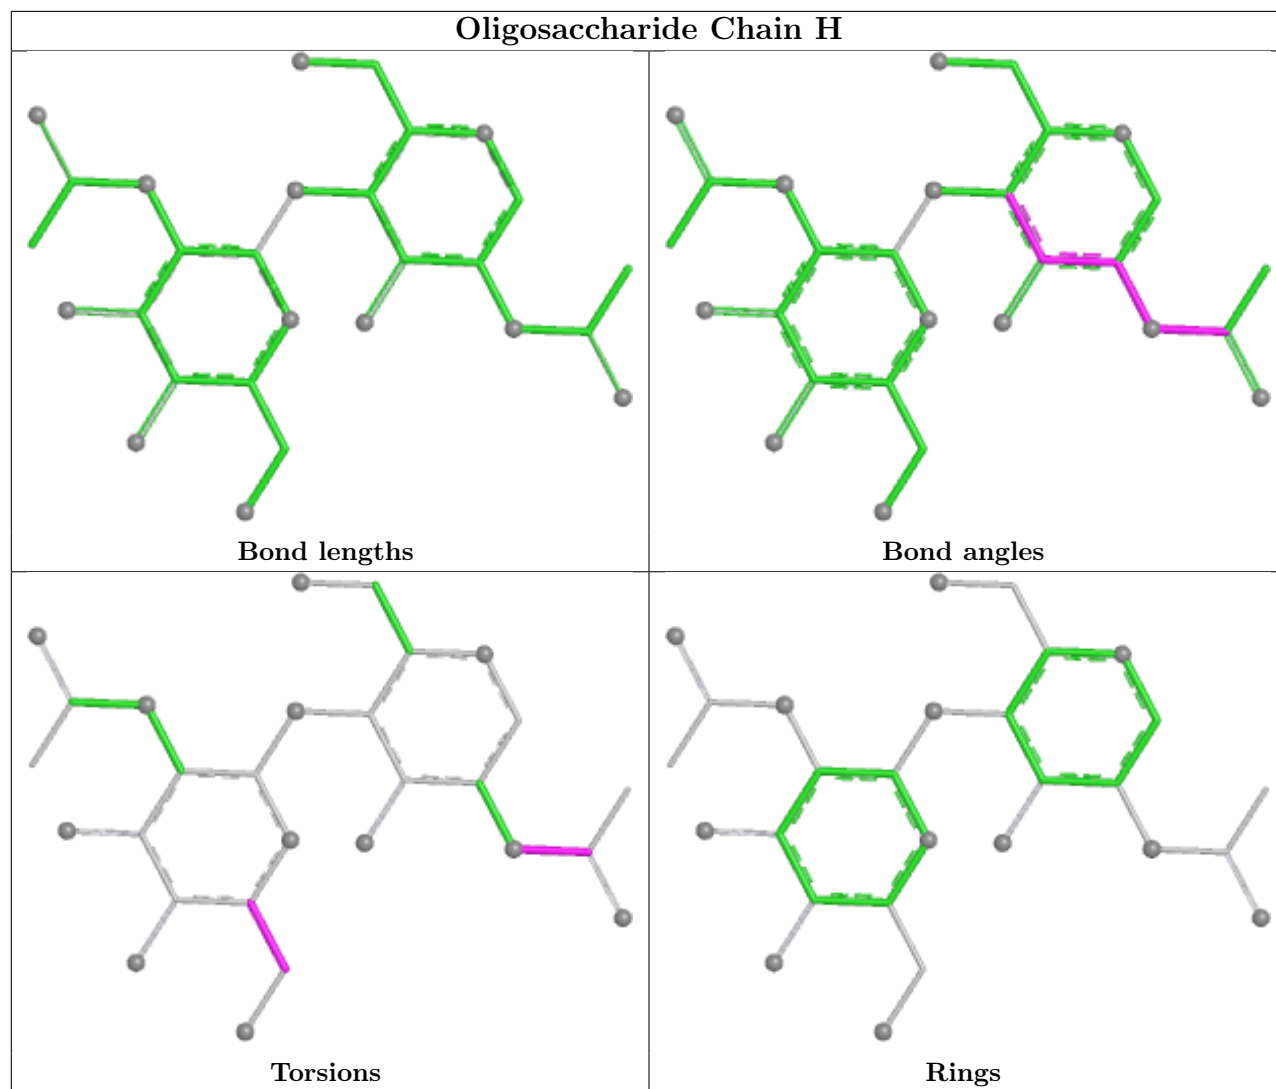 Oligosaccharide Chain H
Bond lengths
Bond angles
Torsions
Rings